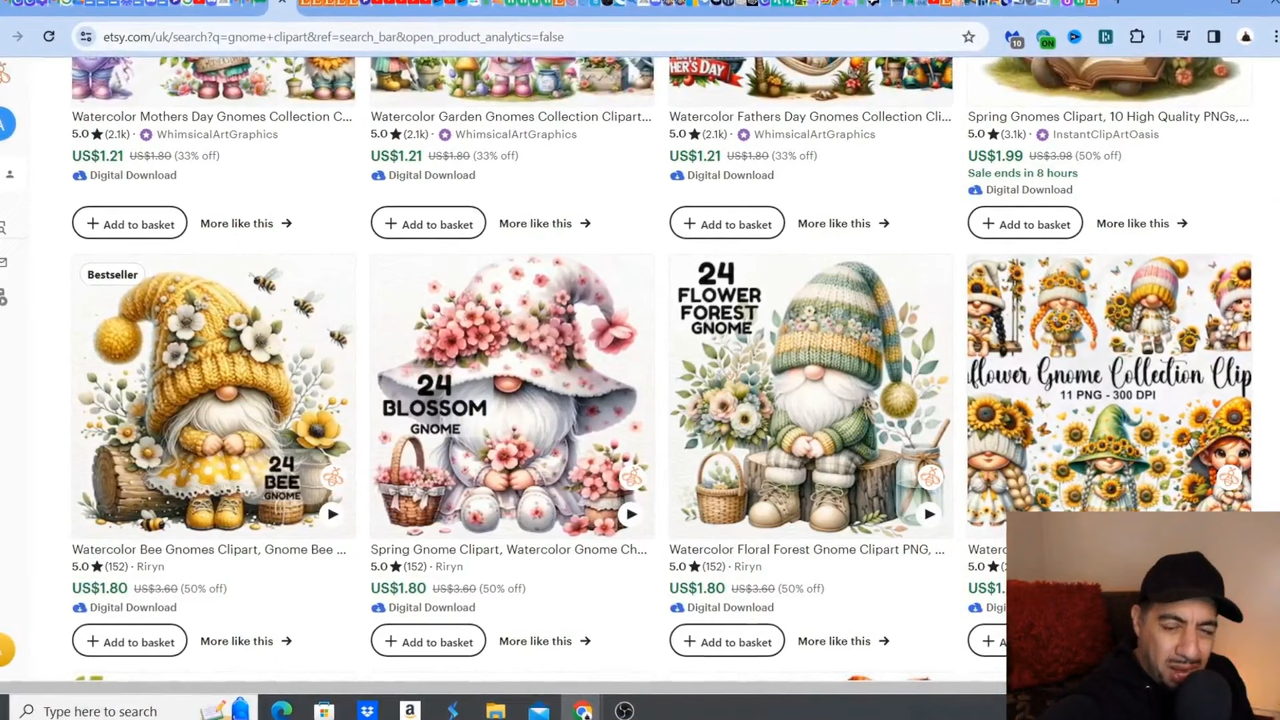 etsy.com/uk/search?q=gnome+clipart&ref=search_bar&open_product_analytics=false
10
ON
HER'S DAY
Watercolor Mothers Day Gnomes Collection C...
5.0 ★ (2.1k) · WhimsicalArtGraphics
US$1.21 US$1.80 (33% off)
Digital Download
+ Add to basket
More like this →
Watercolor Garden Gnomes Collection Clipart...
5.0 ★ (2.1k) · WhimsicalArtGraphics
US$1.21 US$1.80 (33% off)
Digital Download
+ Add to basket
More like this →
Watercolor Fathers Day Gnomes Collection Cli...
5.0 ★ (2.1k) · WhimsicalArtGraphics
US$1.21 US$1.80 (33% off)
Digital Download
+ Add to basket
More like this →
Spring Gnomes Clipart, 10 High Quality PNGs,...
5.0 ★ (3.1k) · InstantClipArtOasis
US$1.99 US$3.98 (50% off)
Sale ends in 8 hours
Digital Download
+ Add to basket
More like this →
Bestseller
24
BEE
GNOME
Watercolor Bee Gnomes Clipart, Gnome Bee ...
5.0 ★ (152) · Riryn
US$1.80 US$3.60 (50% off)
Digital Download
+ Add to basket
More like this →
24
BLOSSOM
GNOME
Spring Gnome Clipart, Watercolor Gnome Ch...
5.0 ★ (152) · Riryn
US$1.80 US$3.60 (50% off)
Digital Download
+ Add to basket
More like this →
24
FLOWER
FOREST
GNOME
Watercolor Floral Forest Gnome Clipart PNG, ...
5.0 ★ (152) · Riryn
US$1.80 US$3.60 (50% off)
Digital Download
+ Add to basket
More like this →
flower Gnome Collection Clip
11 PNG - 300 DPI
Waterc
5.0 ★
US$1.
Digi
+ A
Type here to search